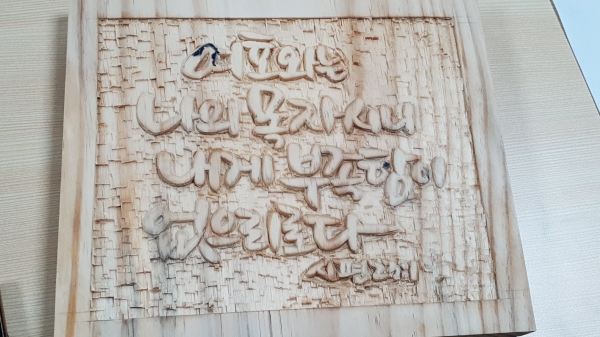 여호와는
나의 목자시니
내게 부족함이
없으리로다
시편23편